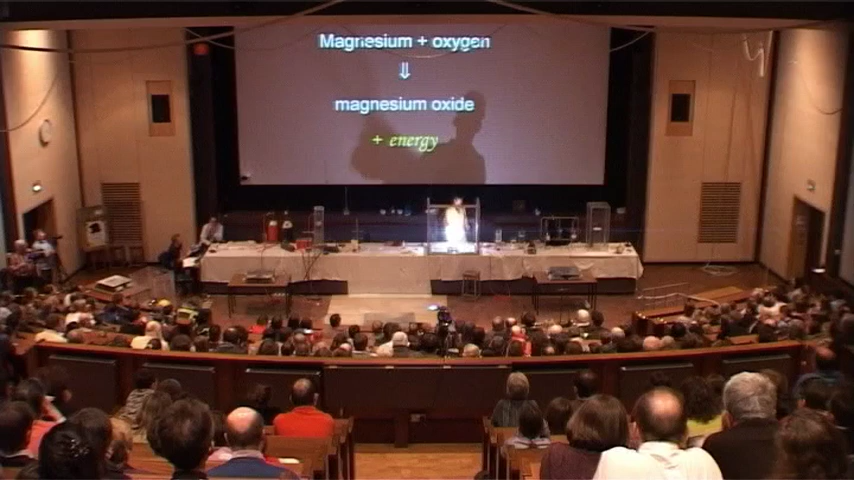 Magnesium + oxygen
⇓
magnesium oxide
+ energy